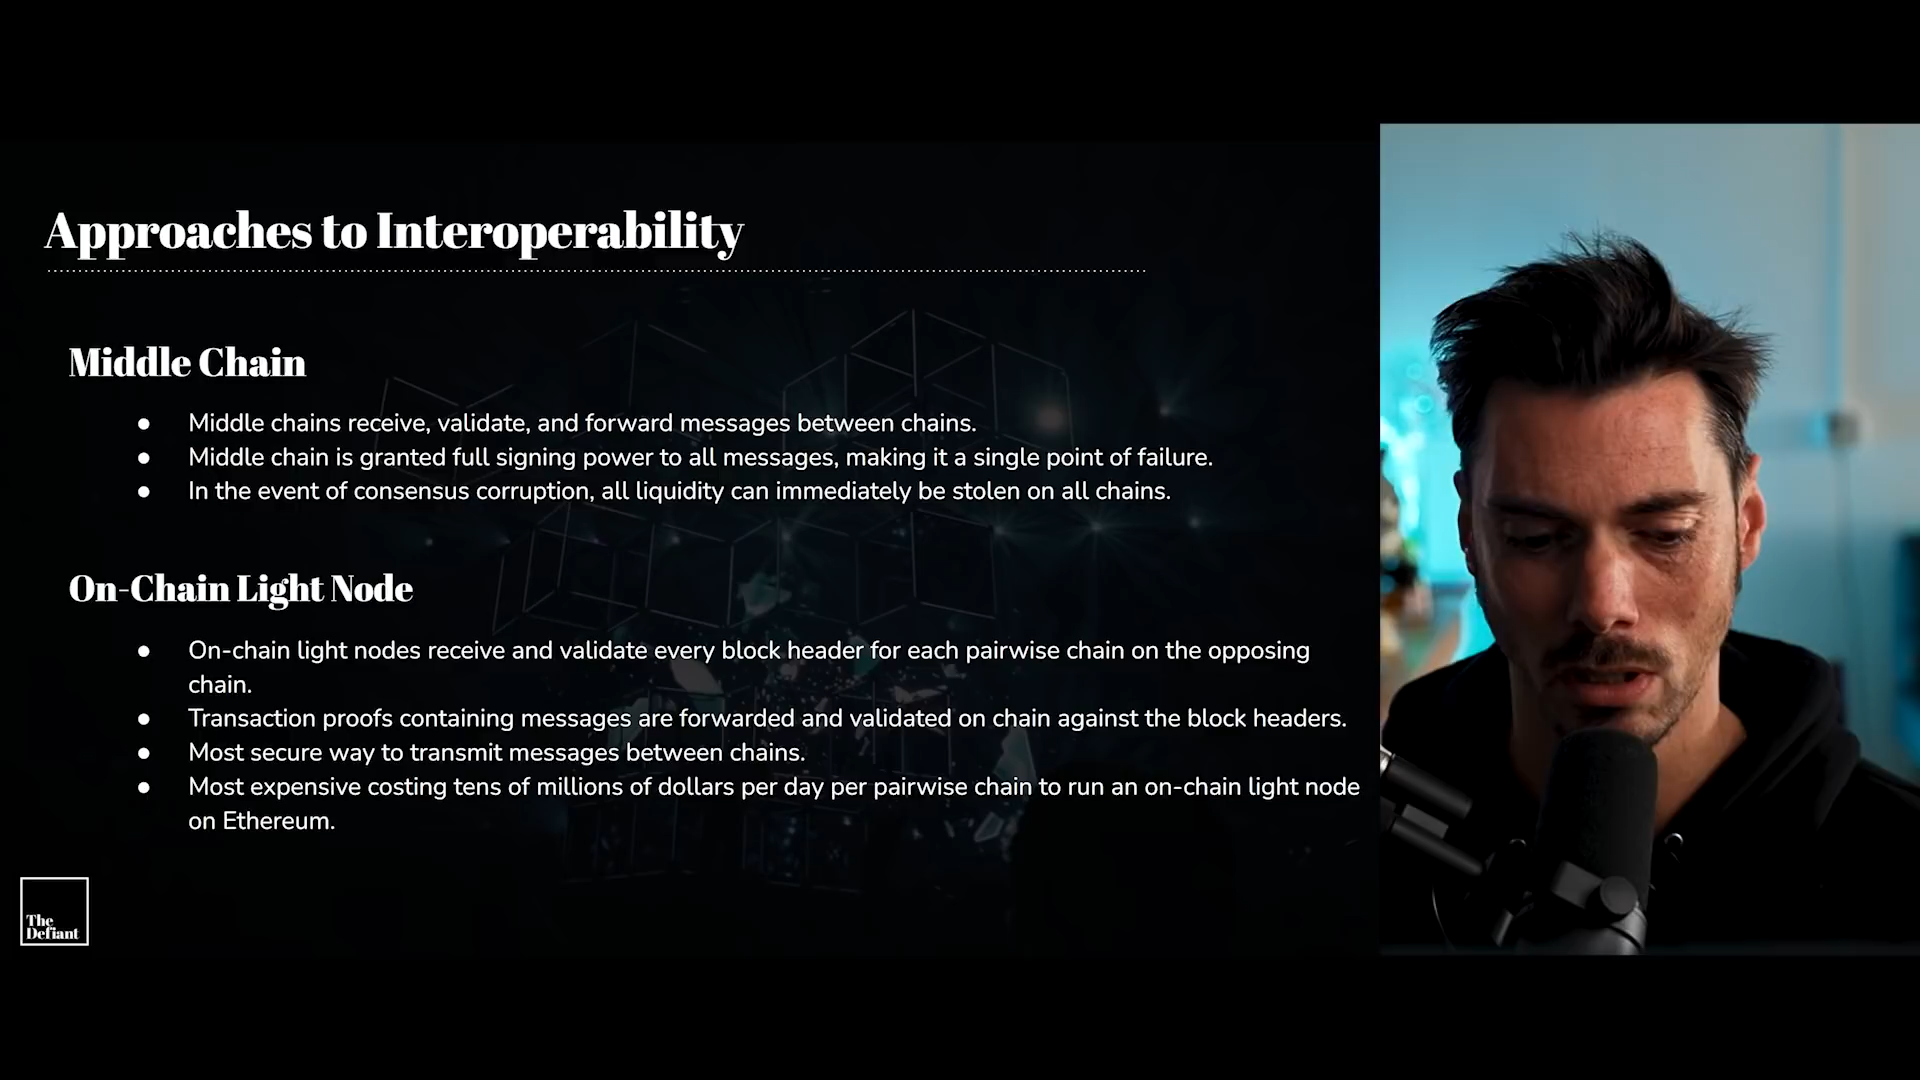 Approaches to Interoperability
Middle Chain
● Middle chains receive, validate, and forward messages between chains.
● Middle chain is granted full signing power to all messages, making it a single point of failure.
● In the event of consensus corruption, all liquidity can immediately be stolen on all chains.
On-Chain Light Node
● On-chain light nodes receive and validate every block header for each pairwise chain on the opposing
chain.
● Transaction proofs containing messages are forwarded and validated on chain against the block headers.
● Most secure way to transmit messages between chains.
● Most expensive costing tens of millions of dollars per day per pairwise chain to run an on-chain light node
on Ethereum.
The
Defiant